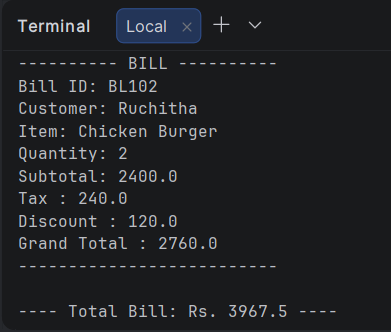 Terminal Local
---------- BILL ----------
Bill ID: BL102
Customer: Ruchitha
Item: Chicken Burger
Quantity: 2
Subtotal: 2400.0
Tax : 240.0
Discount : 120.0
Grand Total : 2760.0
--------------------------
---- Total Bill: Rs. 3967.5 ----